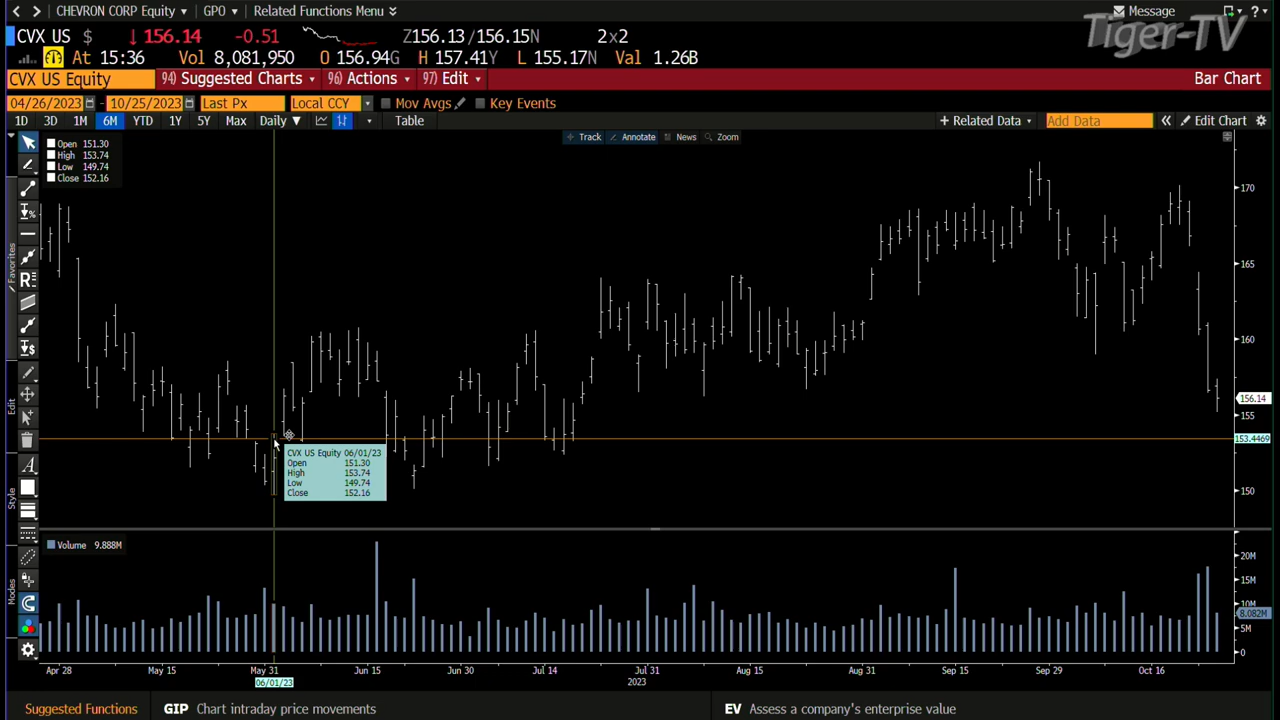 CHEVRON CORP Equity GPO Related Functions Menu Message
Tiger-TV
CVX US $ 156.14 -0.51 Z156.13/156.15N 2x2
At 15:36 Vol 8,081,950 O 156.94G H 157.41Y L 155.17N Val 1.26B
CVX US Equity 94) Suggested Charts 96) Actions 97) Edit Bar Chart
04/26/2023 - 10/25/2023 Last Px Local CCY Mov Avgs Key Events
1D 3D 1M 6M YTD 1Y 5Y Max Daily ▼ Table + Related Data Add Data « Edit Chart
Track Annotate News Zoom
Open 151.30
High 153.74
Low 149.74
Close 152.16
Favorites
Edit
Style
Modes
170
165
160
156.14
155
153.4469
150
CVX US Equity 06/01/23
Open 151.30
High 153.74
Low 149.74
Close 152.16
Volume 9.888M
20M
15M
10M
8.082M
5M
0
Apr 28 May 15 May 31 Jun 15 Jun 30 Jul 14 Jul 31 Aug 15 Aug 31 Sep 15 Sep 29 Oct 16
06/01/23 2023
Suggested Functions GIP Chart intraday price movements EV Assess a company's enterprise value